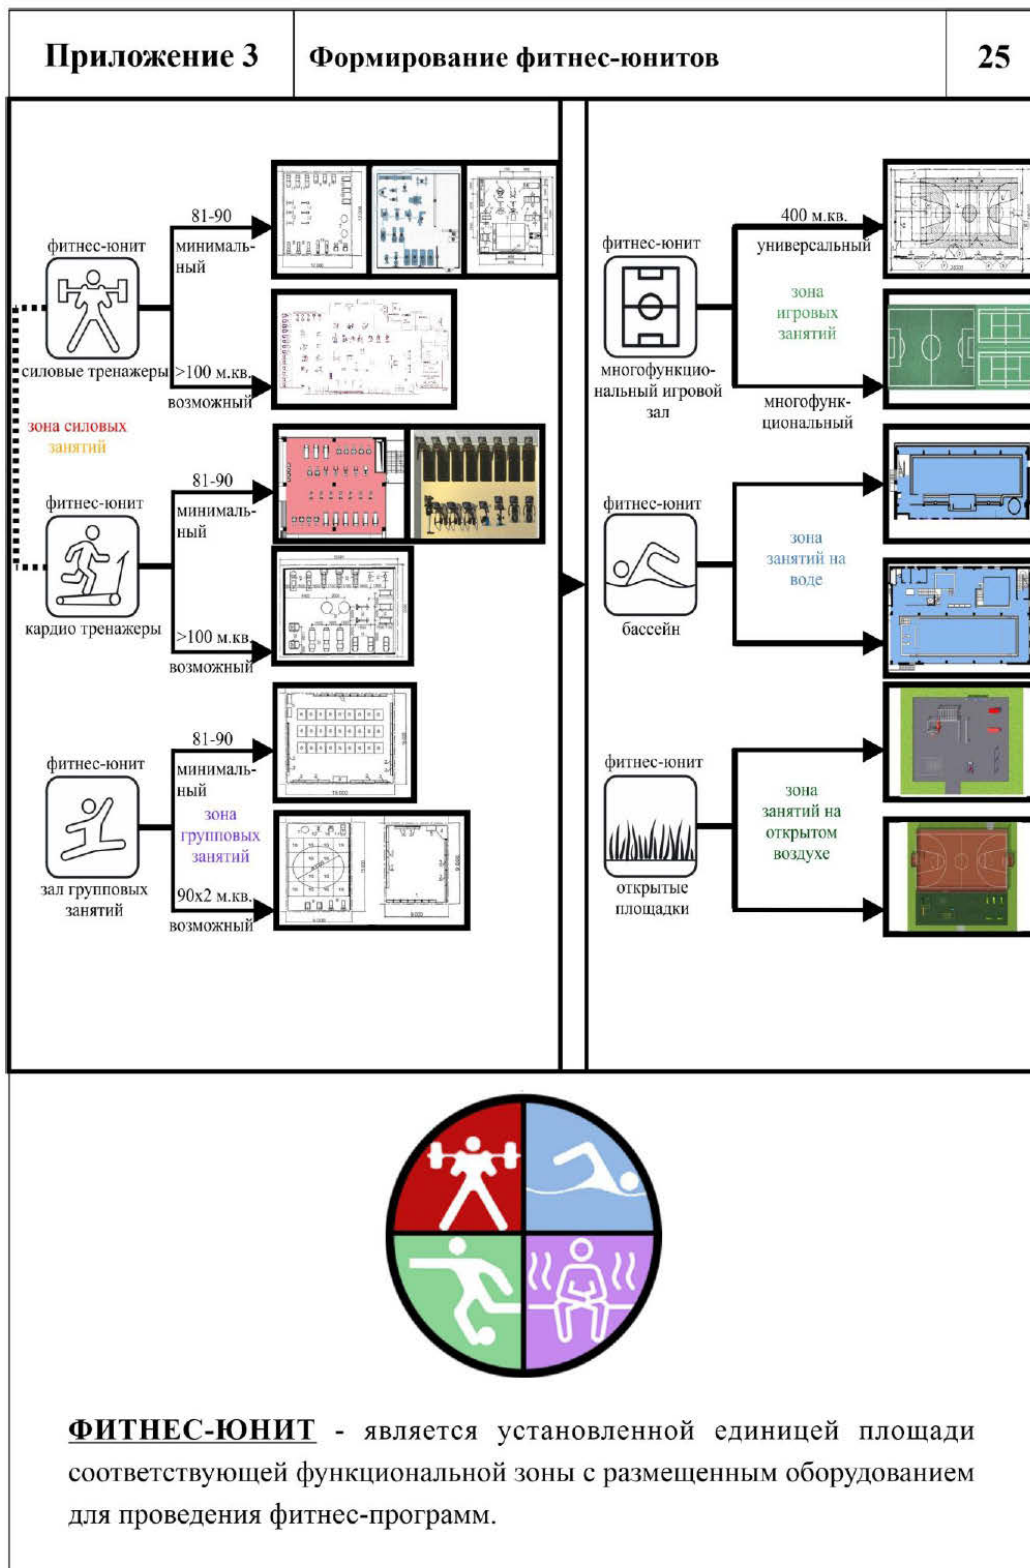 Приложение 3
Формирование фитнес-юнитов
25
фитнес-юнит
силовые тренажеры
81-90
минималь-
ный
>100 м.кв.
возможный
зона силовых
занятий
фитнес-юнит
кардио тренажеры
81-90
минималь-
ный
>100 м.кв.
возможный
фитнес-юнит
зал групповых
занятий
81-90
минималь-
ный
зона
групповых
занятий
90х2 м.кв.
возможный
фитнес-юнит
многофункцио-
нальный игровой
зал
400 м.кв.
универсальный
зона
игровых
занятий
многофунк-
циональный
фитнес-юнит
бассейн
зона
занятий на
воде
фитнес-юнит
открытые
площадки
зона
занятий на
открытом
воздухе
ФИТНЕС-ЮНИТ - является установленной единицей площади
соответствующей функциональной зоны с размещенным оборудованием
для проведения фитнес-программ.